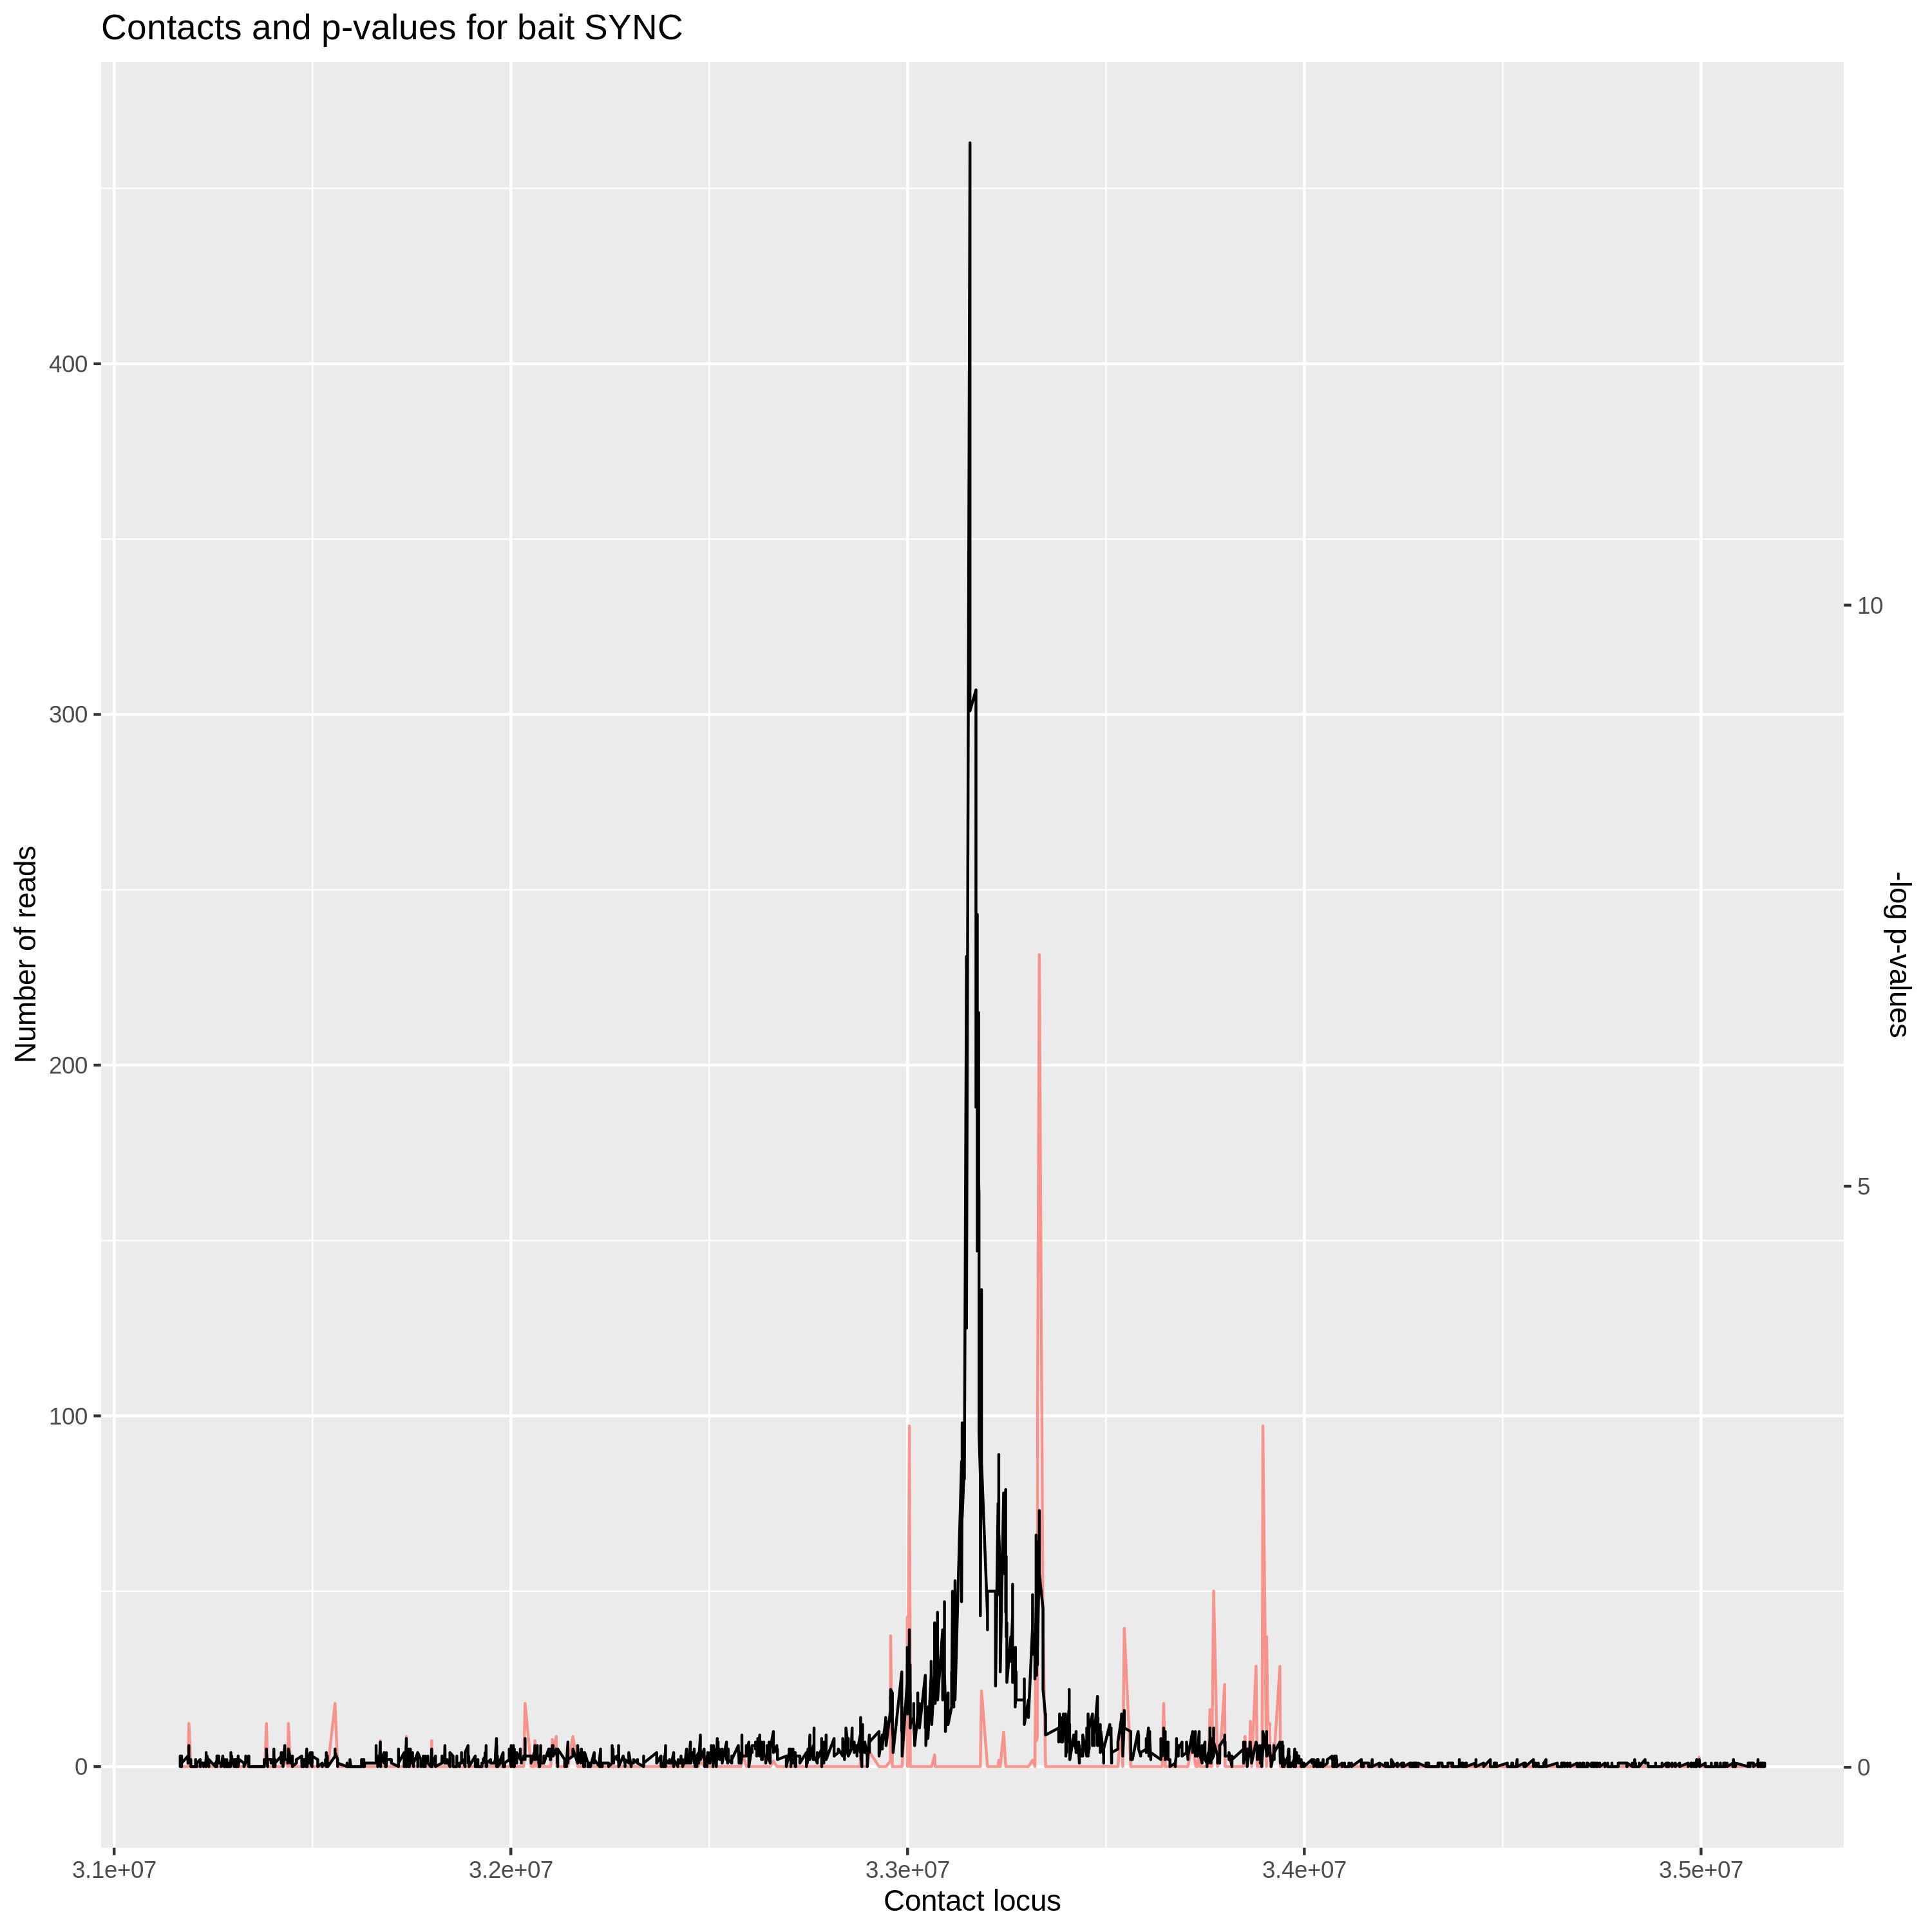 Contacts and p-values for bait SYNC
400
300
200
100
0
Number of reads
10
5
0
-log p-values
3.1e+07
3.2e+07
3.3e+07
3.4e+07
3.5e+07
Contact locus